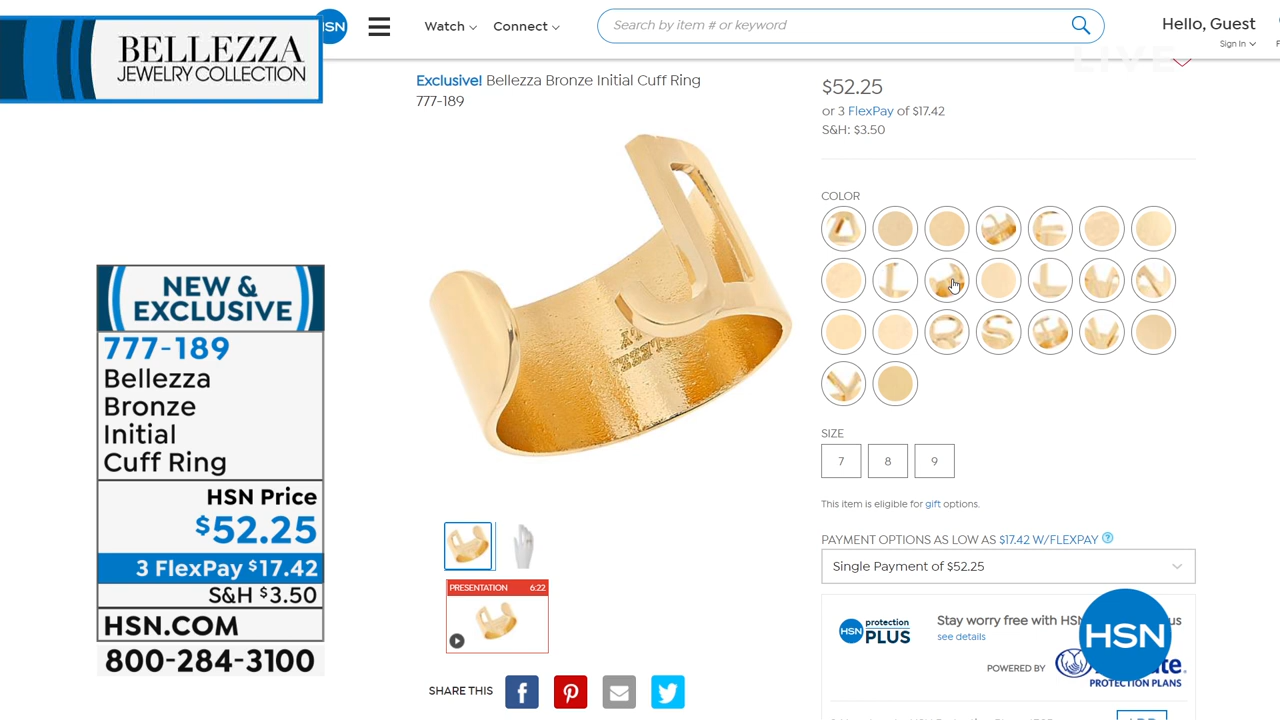 BELLEZZA
JEWELRY COLLECTION
Watch
Connect
Search by item # or keyword
Hello, Guest
Sign In
LIVE
Exclusive! Bellezza Bronze Initial Cuff Ring
777-189
$52.25
or 3 FlexPay of $17.42
S&H: $3.50
COLOR
SIZE
7 8 9
This item is eligible for gift options.
PAYMENT OPTIONS AS LOW AS $17.42 W/FLEXPAY ?
Single Payment of $52.25
HSN protection PLUS
Stay worry free with
see details
POWERED BY
PROTECTION PLANS
HSN
NEW &
EXCLUSIVE
777-189
Bellezza
Bronze
Initial
Cuff Ring
HSN Price
$52.25
3 FlexPay $17.42
S&H $3.50
HSN.COM
800-284-3100
PRESENTATION 6:22
SHARE THIS